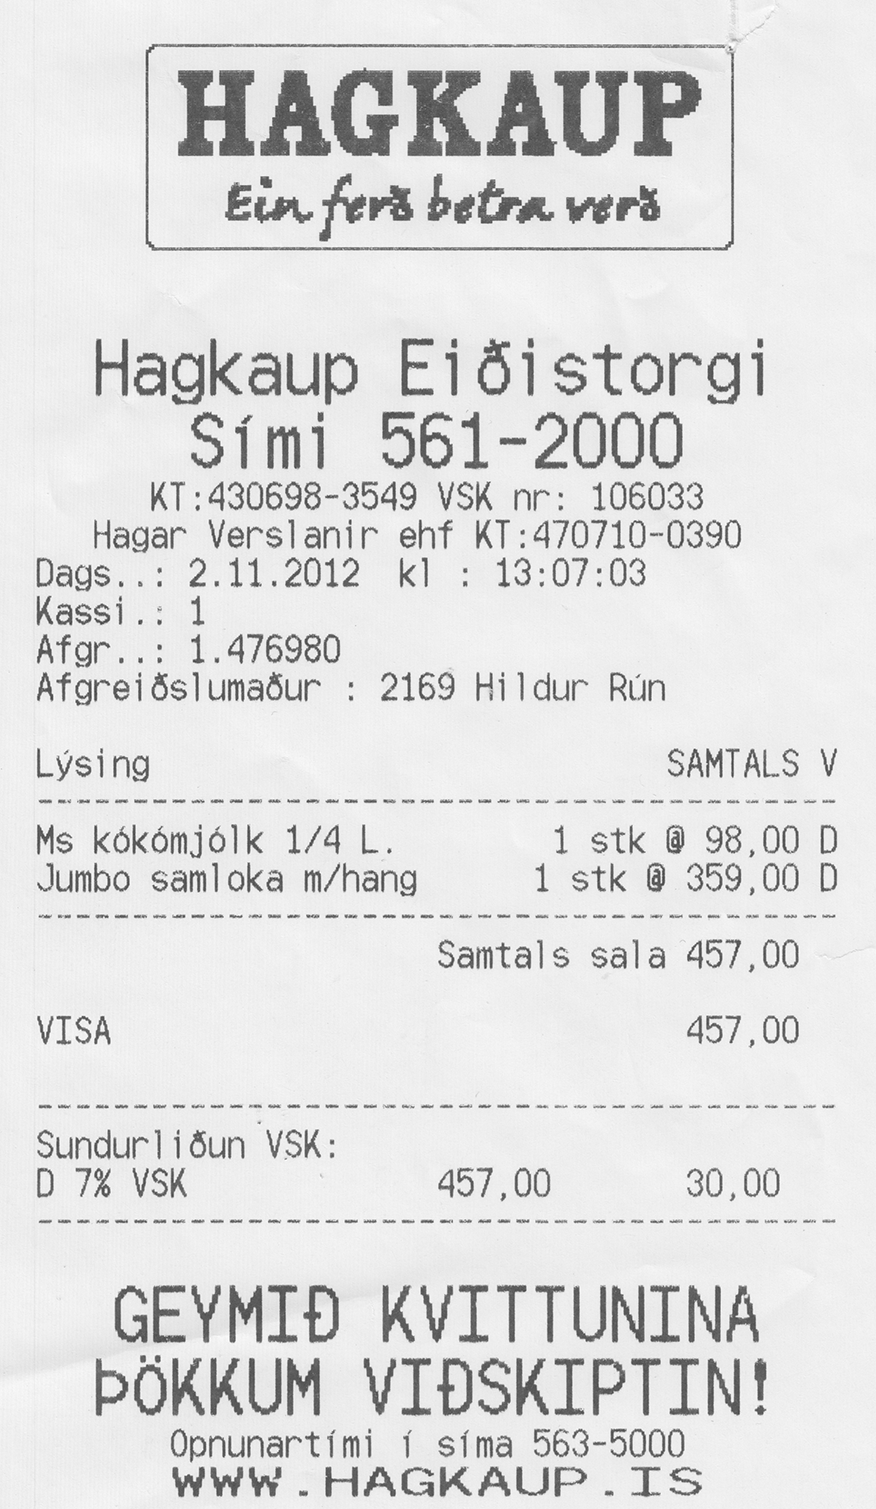 HAGKAUP
Ein ferð betra verð
Hagkaup Eiðistorgi
Sími 561-2000
KT:430698-3549 VSK nr: 106033
Hagar Verslanir ehf KT:470710-0390
Dags..: 2.11.2012 kl : 13:07:03
Kassi.: 1
Afgr..: 1.476980
Afgreiðslumaður : 2169 Hildur Rún
Lýsing SAMTALS V
Ms kókómjólk 1/4 L. 1 stk @ 98,00 D
Jumbo samloka m/hang 1 stk @ 359,00 D
Samtals sala 457,00
VISA 457,00
Sundurliðun VSK:
D 7% VSK 457,00 30,00
GEYMIÐ KVITTUNINA
ÞÖKKUM VIÐSKIPTIN!
Opnunartími í síma 563-5000
WWW.HAGKAUP.IS